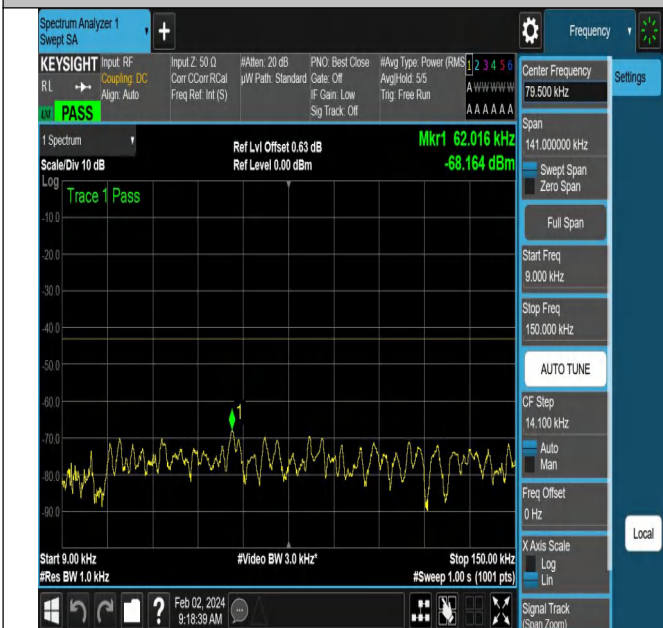 Spectrum Analyzer 1
Swept SA
Frequency
KEYSIGHT
RL
PASS
Input: RF
Coupling: DC
Align: Auto
Input Z: 50 Ω
Corr CCorr RCal
Freq Ref: Int (S)
#Atten: 20 dB
µW Path: Standard
PNO: Best Close
Gate: Off
IF Gain: Low
Sig Track: Off
#Avg Type: Power (RMS
Avg|Hold: 5/5
Trig: Free Run
1 2 3 4 5 6
A W W W W W
A A A A A A
1 Spectrum
Scale/Div 10 dB
Ref Lvl Offset 0.63 dB
Ref Level 0.00 dBm
Mkr1 62.016 kHz
-68.164 dBm
Log
Trace 1 Pass
-10.0
-20.0
-30.0
-40.0
-50.0
-60.0
-70.0
-80.0
-90.0
1
Start 9.00 kHz
#Res BW 1.0 kHz
#Video BW 3.0 kHz*
Stop 150.00 kHz
#Sweep 1.00 s (1001 pts)
?
Feb 02, 2024
9:18:39 AM
Center Frequency
79.500 kHz
Settings
Span
141.000000 kHz
Swept Span
Zero Span
Full Span
Start Freq
9.000 kHz
Stop Freq
150.000 kHz
AUTO TUNE
CF Step
14.100 kHz
Auto
Man
Freq Offset
0 Hz
X Axis Scale
Log
Lin
Local
Signal Track
(Span Zoom)